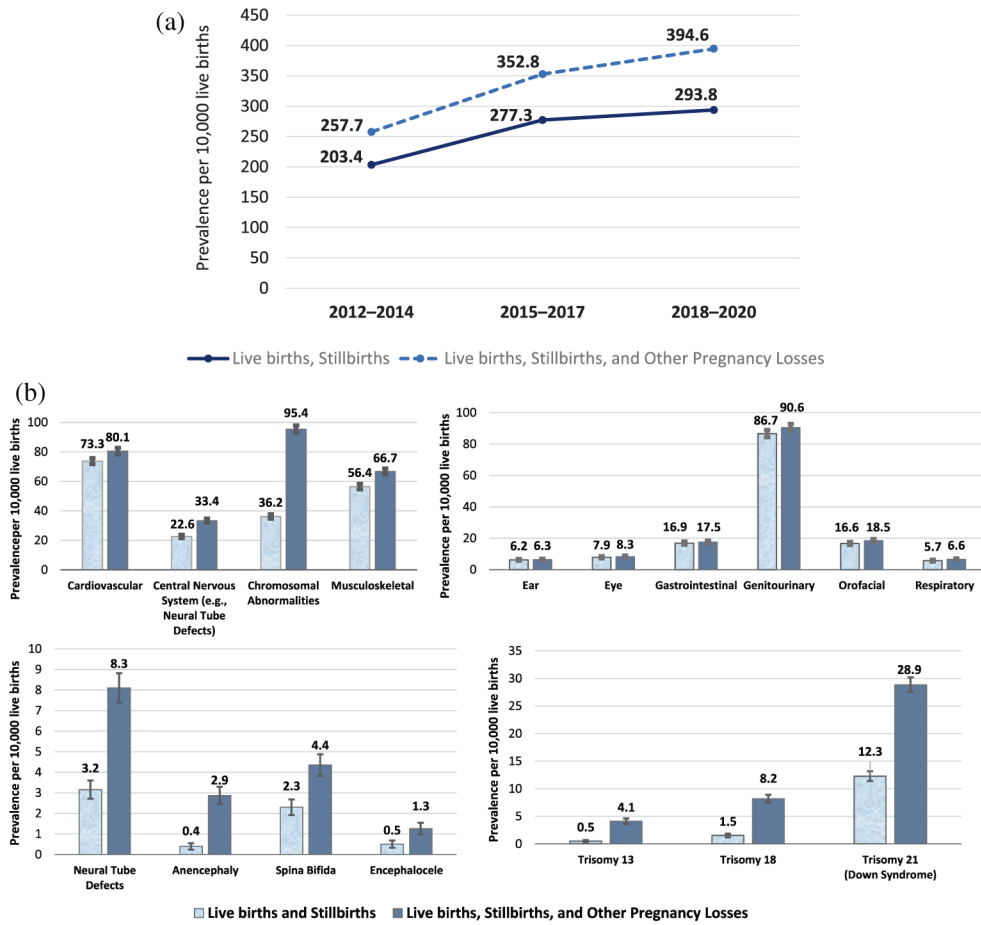 (a)
Prevalence per 10,000 live births
450
400
350
300
250
200
150
100
50
0
257.7
352.8
394.6
203.4
277.3
293.8
2012–2014
2015–2017
2018–2020
Live births, Stillbirths
Live births, Stillbirths, and Other Pregnancy Losses
(b)
Prevalenceper 10,000 live births
100
80
60
40
20
0
73.3
80.1
22.6
33.4
36.2
95.4
56.4
66.7
Cardiovascular
Central Nervous
System (e.g.,
Neural Tube
Defects)
Chromosomal
Abnormalities
Musculoskeletal
Prevalence per 10,000 live births
100
80
60
40
20
0
6.2
6.3
7.9
8.3
16.9
17.5
86.7
90.6
16.6
18.5
5.7
6.6
Ear
Eye
Gastrointestinal
Genitourinary
Orofacial
Respiratory
Prevalence per 10,000 live births
10
9
8
7
6
5
4
3
2
1
0
3.2
8.3
0.4
2.9
2.3
4.4
0.5
1.3
Neural Tube
Defects
Anencephaly
Spina Bifida
Encephalocele
Prevalence per 10,000 live births
35
30
25
20
15
10
5
0
0.5
4.1
1.5
8.2
12.3
28.9
Trisomy 13
Trisomy 18
Trisomy 21
(Down Syndrome)
Live births and Stillbirths
Live births, Stillbirths, and Other Pregnancy Losses